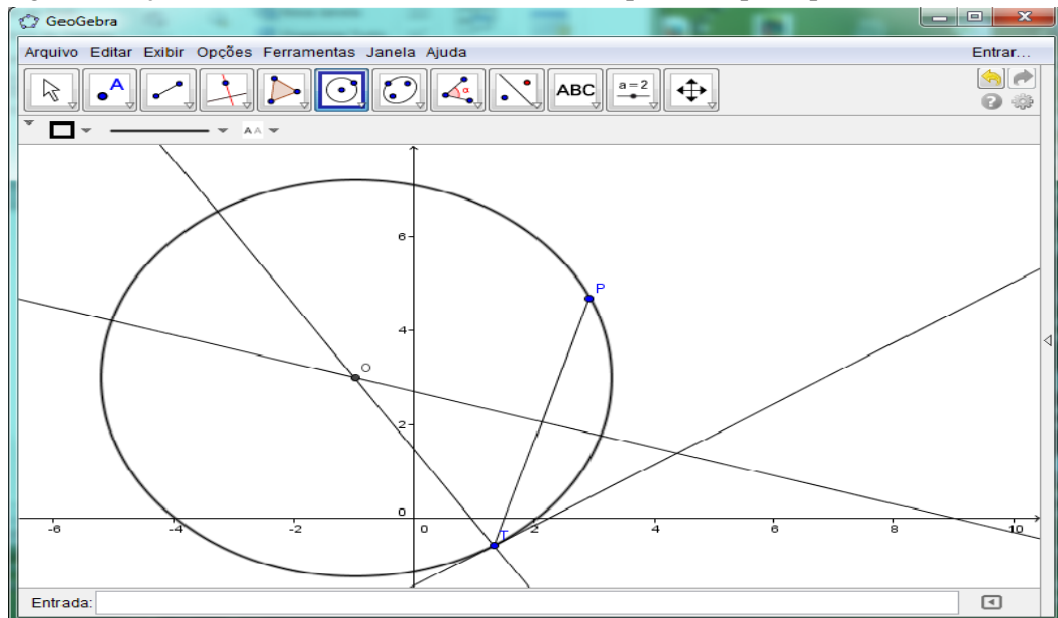 GeoGebra
Arquivo Editar Exibir Opções Ferramentas Janela Ajuda Entrar...
A α ABC a=2
A A
6
P
4
O
2
0 T
-6 -4 -2 0 2 4 6 8 10
Entrada: